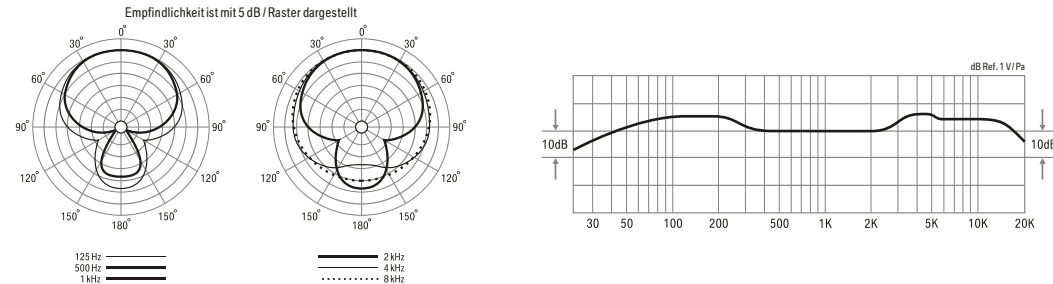 Empfindlichkeit ist mit 5 dB / Raster dargestellt
0°
30°
30°
60°
60°
90°
90°
120°
120°
150°
150°
180°
125 Hz
500 Hz
1 kHz
0°
30°
30°
60°
60°
90°
90°
120°
120°
150°
150°
180°
2 kHz
4 kHz
8 kHz
dB Ref. 1 V/Pa
10dB
10dB
30 50 100 200 500 1K 2K 5K 10K 20K